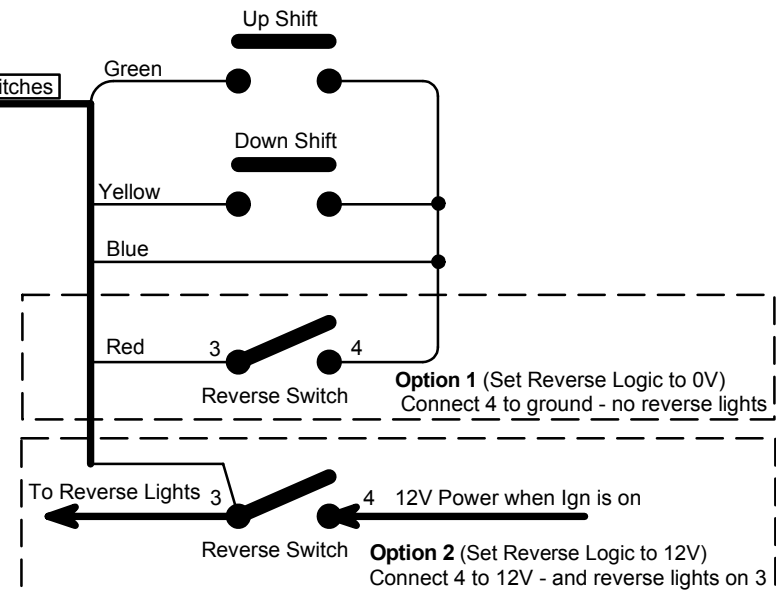 Up Shift
Green
Down Shift
Yellow
Blue
Red
3
4
Reverse Switch
Option 1 (Set Reverse Logic to 0V)
Connect 4 to ground - no reverse lights
To Reverse Lights
3
4
12V Power when Ign is on
Reverse Switch
Option 2 (Set Reverse Logic to 12V)
Connect 4 to 12V - and reverse lights on 3